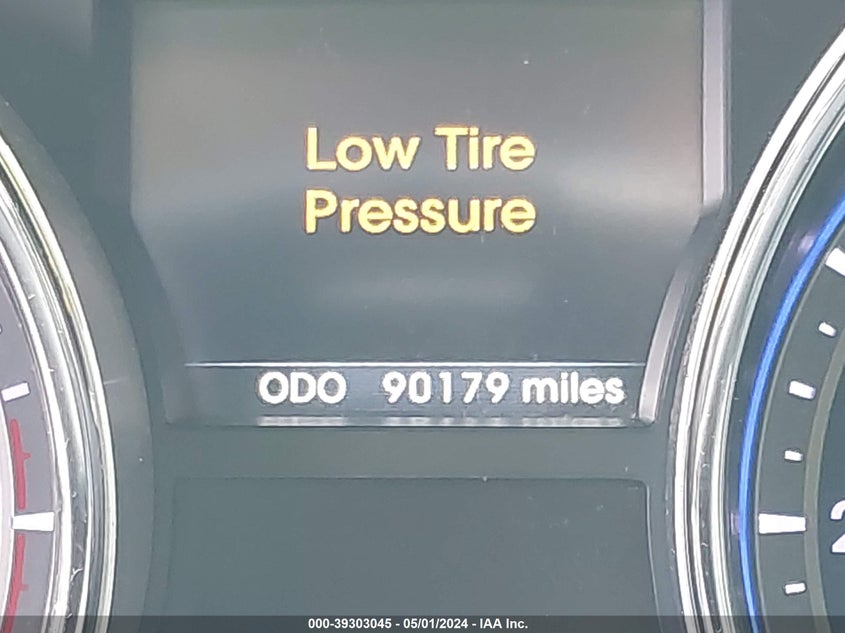 Low Tire
Pressure
ODO 90179 miles
000-39303045 - 05/01/2024 - IAA Inc.